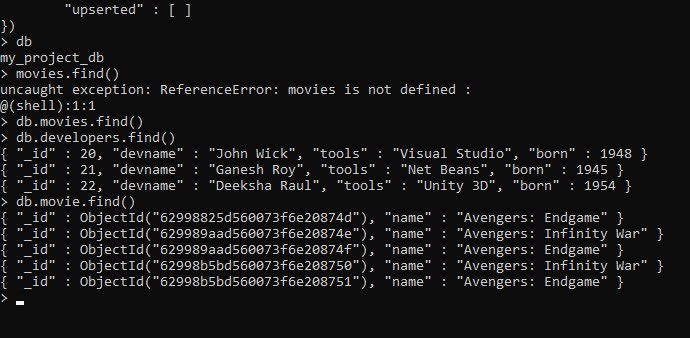 "upserted" : [ ]
})
> db
my_project_db
> movies.find()
uncaught exception: ReferenceError: movies is not defined :
@(shell):1:1
> db.movies.find()
> db.developers.find()
{ "_id" : 20, "devname" : "John Wick", "tools" : "Visual Studio", "born" : 1948 }
{ "_id" : 21, "devname" : "Ganesh Roy", "tools" : "Net Beans", "born" : 1945 }
{ "_id" : 22, "devname" : "Deeksha Raul", "tools" : "Unity 3D", "born" : 1954 }
> db.movie.find()
{ "_id" : ObjectId("62998825d560073f6e20874d"), "name" : "Avengers: Endgame" }
{ "_id" : ObjectId("629989aad560073f6e20874e"), "name" : "Avengers: Infinity War" }
{ "_id" : ObjectId("629989aad560073f6e20874f"), "name" : "Avengers: Endgame" }
{ "_id" : ObjectId("62998b5bd560073f6e208750"), "name" : "Avengers: Infinity War" }
{ "_id" : ObjectId("62998b5bd560073f6e208751"), "name" : "Avengers: Endgame" }
>